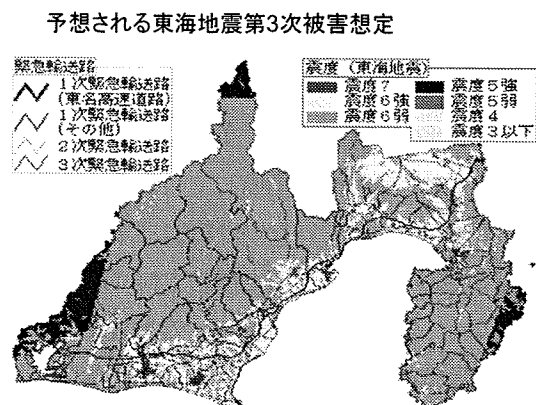 予想される東海地震第3次被害想定
緊急輸送路
1次緊急輸送路
(東名高速道路)
1次緊急輸送路
(その他)
2次緊急輸送路
3次緊急輸送路
震度 (東海地震)
震度7
震度6強
震度6弱
震度5強
震度5弱
震度4
震度3以下